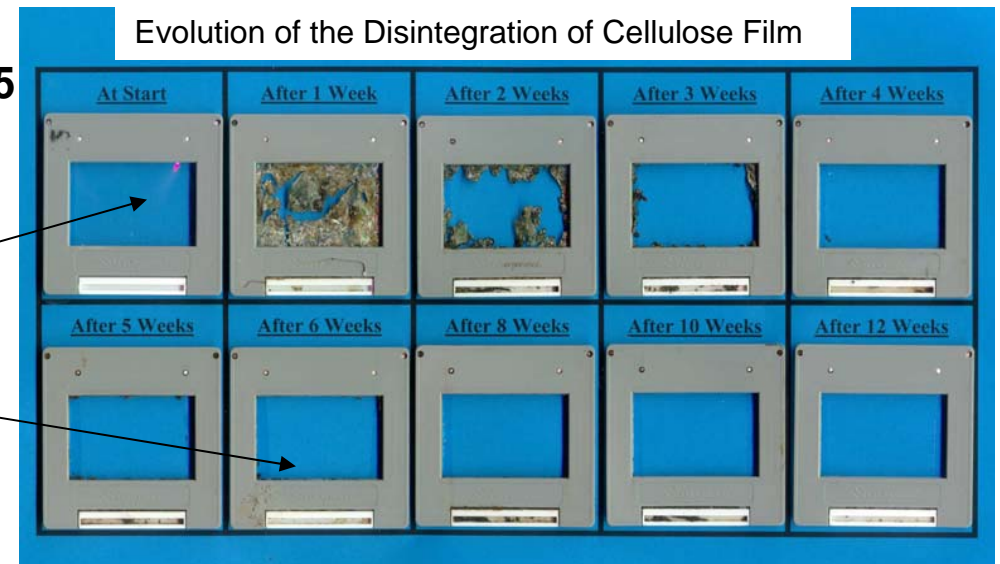 Evolution of the Disintegration of Cellulose Film
5
At Start
After 1 Week
After 2 Weeks
After 3 Weeks
After 4 Weeks
After 5 Weeks
After 6 Weeks
After 8 Weeks
After 10 Weeks
After 12 Weeks